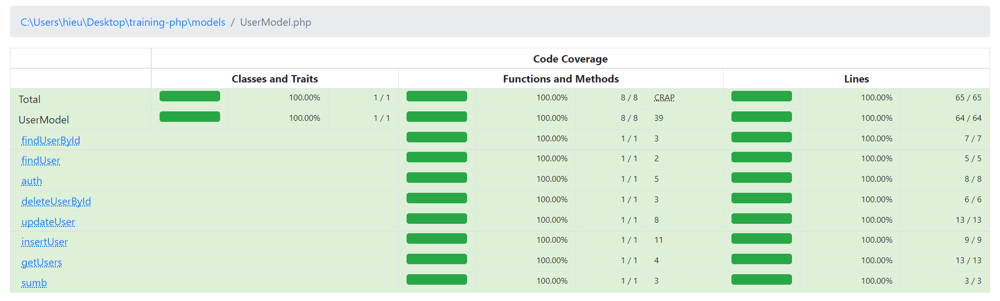 C:\Users\hieu\Desktop\training-php\models / UserModel.php
Code Coverage
Classes and Traits Functions and Methods Lines
Total 100.00% 1 / 1 100.00% 8 / 8 CRAP 100.00% 65 / 65
UserModel 100.00% 1 / 1 100.00% 8 / 8 39 100.00% 64 / 64
findUserById 100.00% 1 / 1 3 100.00% 7 / 7
findUser 100.00% 1 / 1 2 100.00% 5 / 5
auth 100.00% 1 / 1 5 100.00% 8 / 8
deleteUserById 100.00% 1 / 1 3 100.00% 6 / 6
updateUser 100.00% 1 / 1 8 100.00% 13 / 13
insertUser 100.00% 1 / 1 11 100.00% 9 / 9
getUsers 100.00% 1 / 1 4 100.00% 13 / 13
sumb 100.00% 1 / 1 3 100.00% 3 / 3